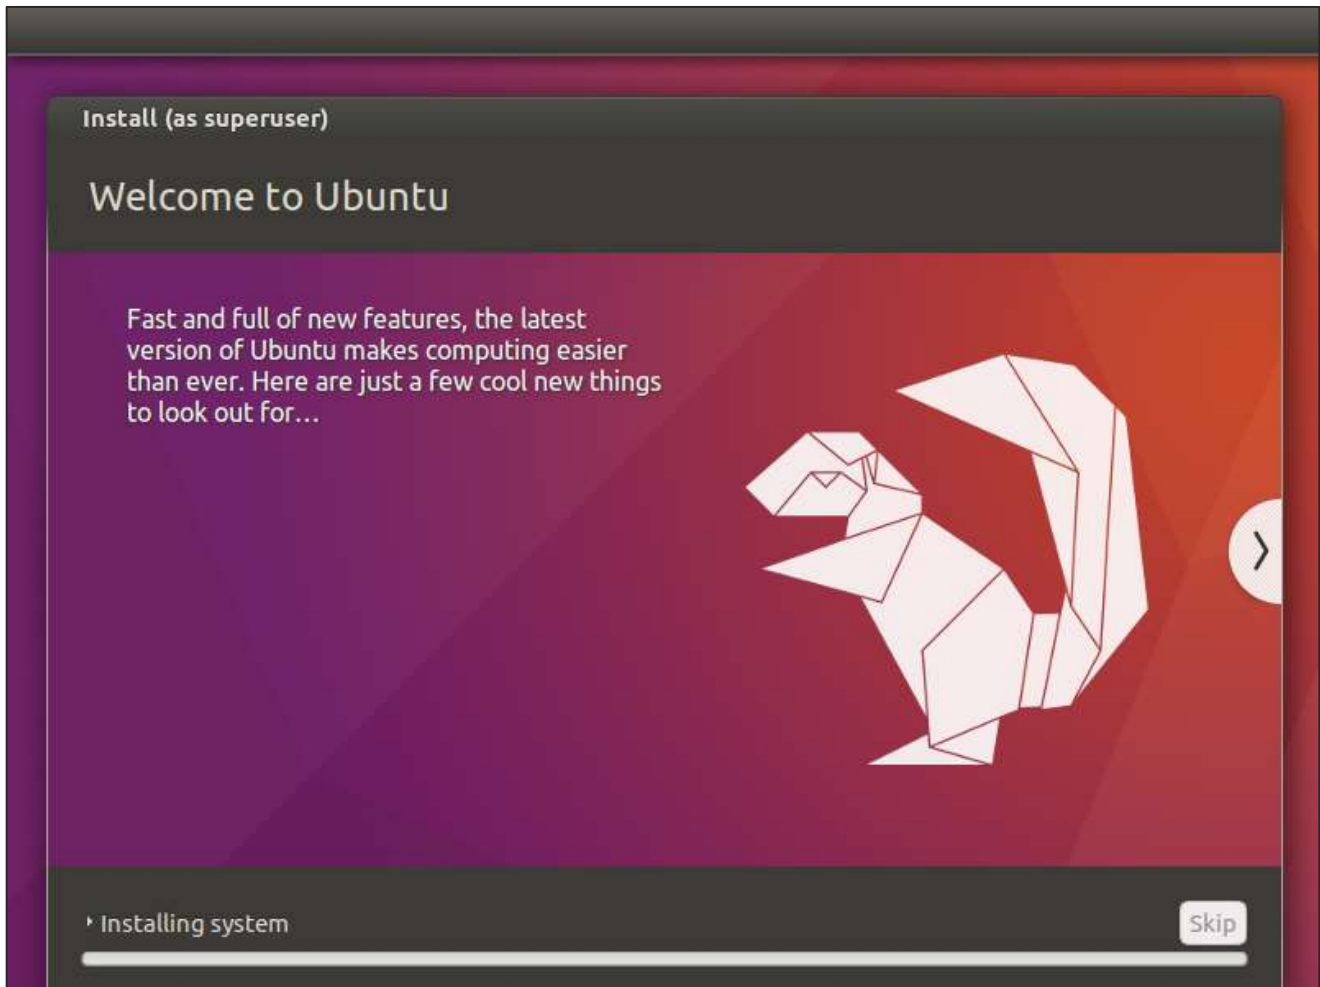 Install (as superuser)
Welcome to Ubuntu
Fast and full of new features, the latest
version of Ubuntu makes computing easier
than ever. Here are just a few cool new things
to look out for…
Installing system
Skip